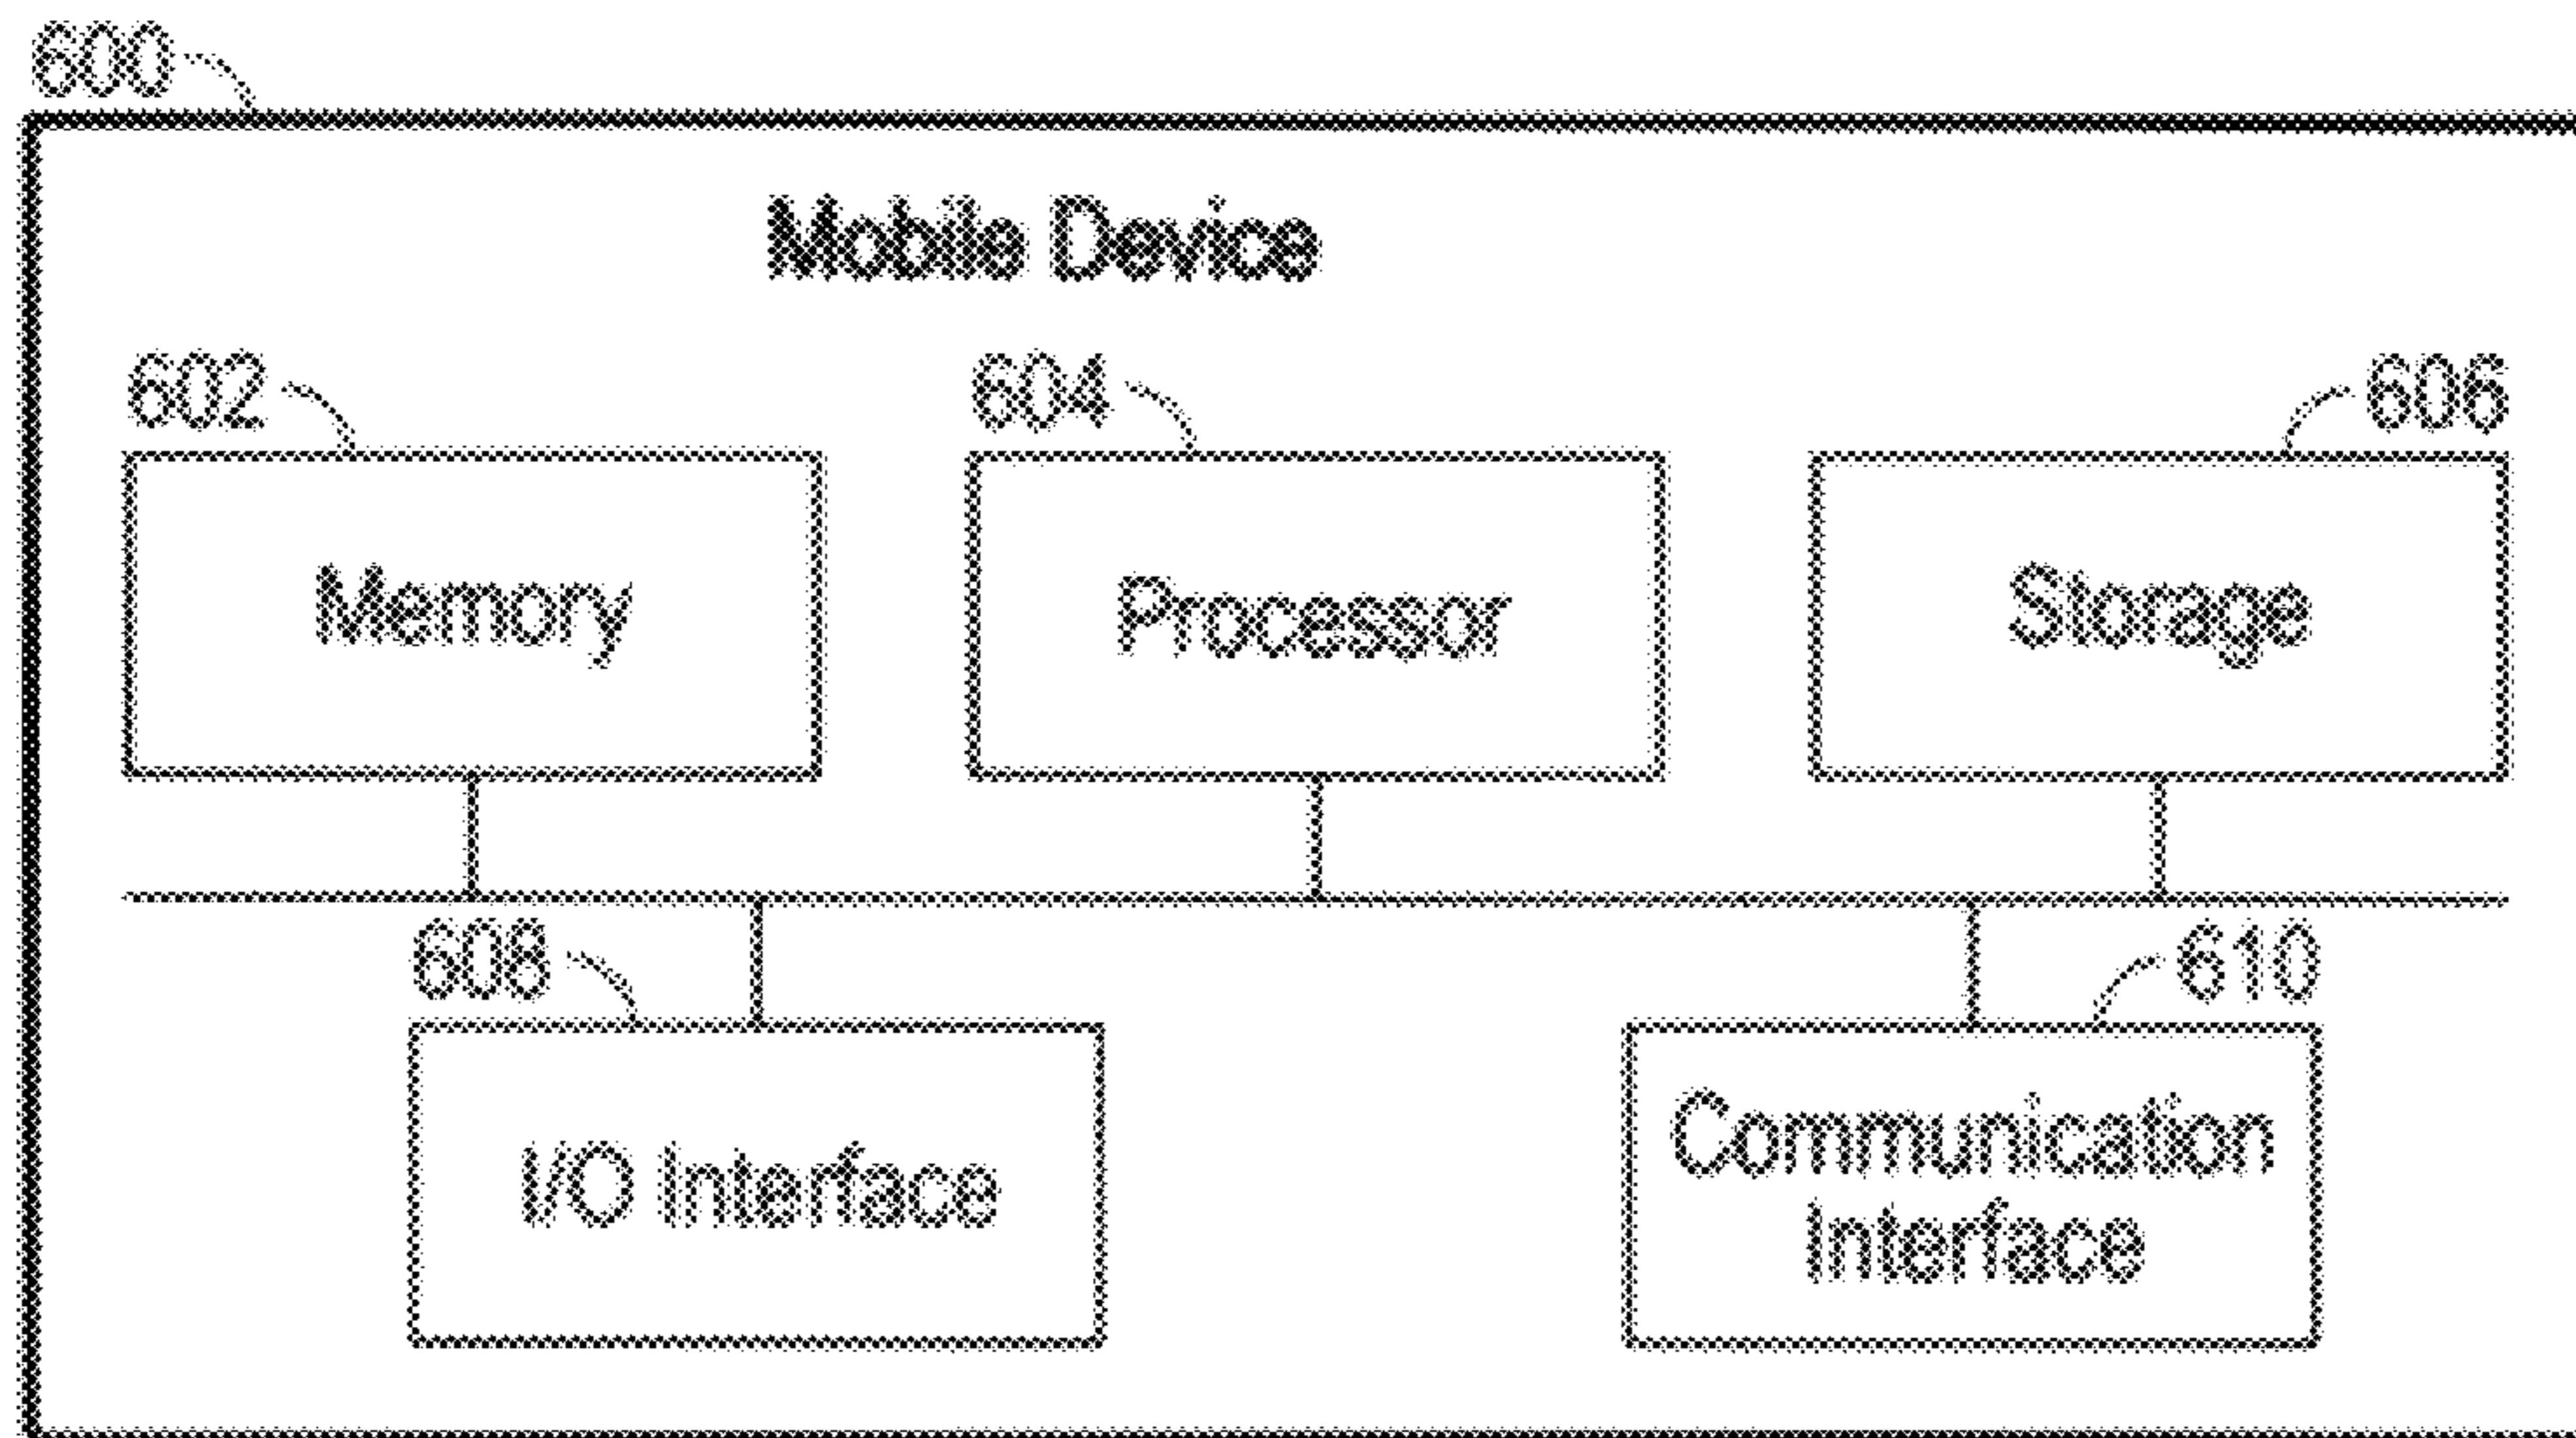 600
Mobile Device
602
604
606
Memory
Processor
Storage
608
610
I/O Interface
Communication
Interface